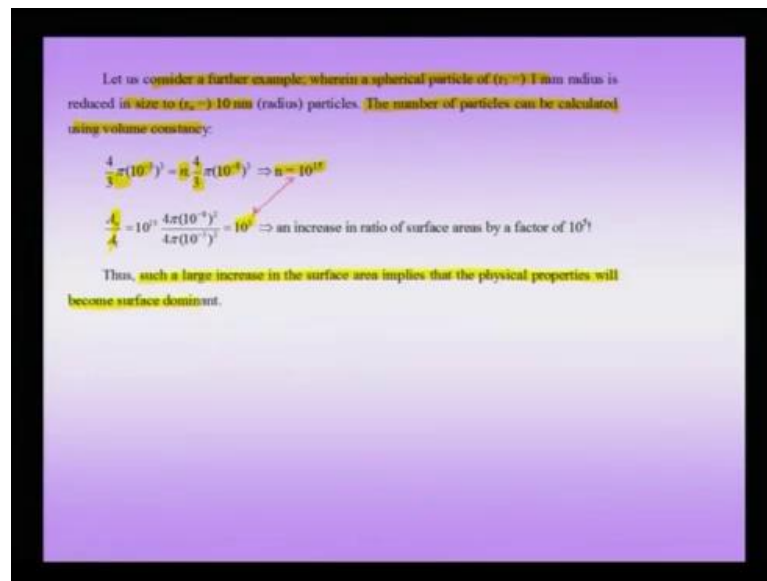 Let us consider a further example, wherein a spherical particle of (r₁ =) 1 mm radius is
reduced in size to (rₙ =) 10 nm (radius) particles. The number of particles can be calculated
using volume constancy:
4/3 π(10⁻³)³ = n 4/3 π(10⁻⁸)³ ⇒ n = 10¹⁵
= 10¹⁵ 4π(10⁻⁸)² / 4π(10⁻³)² = 10⁵ ⇒ an increase in ratio of surface areas by a factor of 10⁵!
Thus, such a large increase in the surface area implies that the physical properties will
become surface dominant.